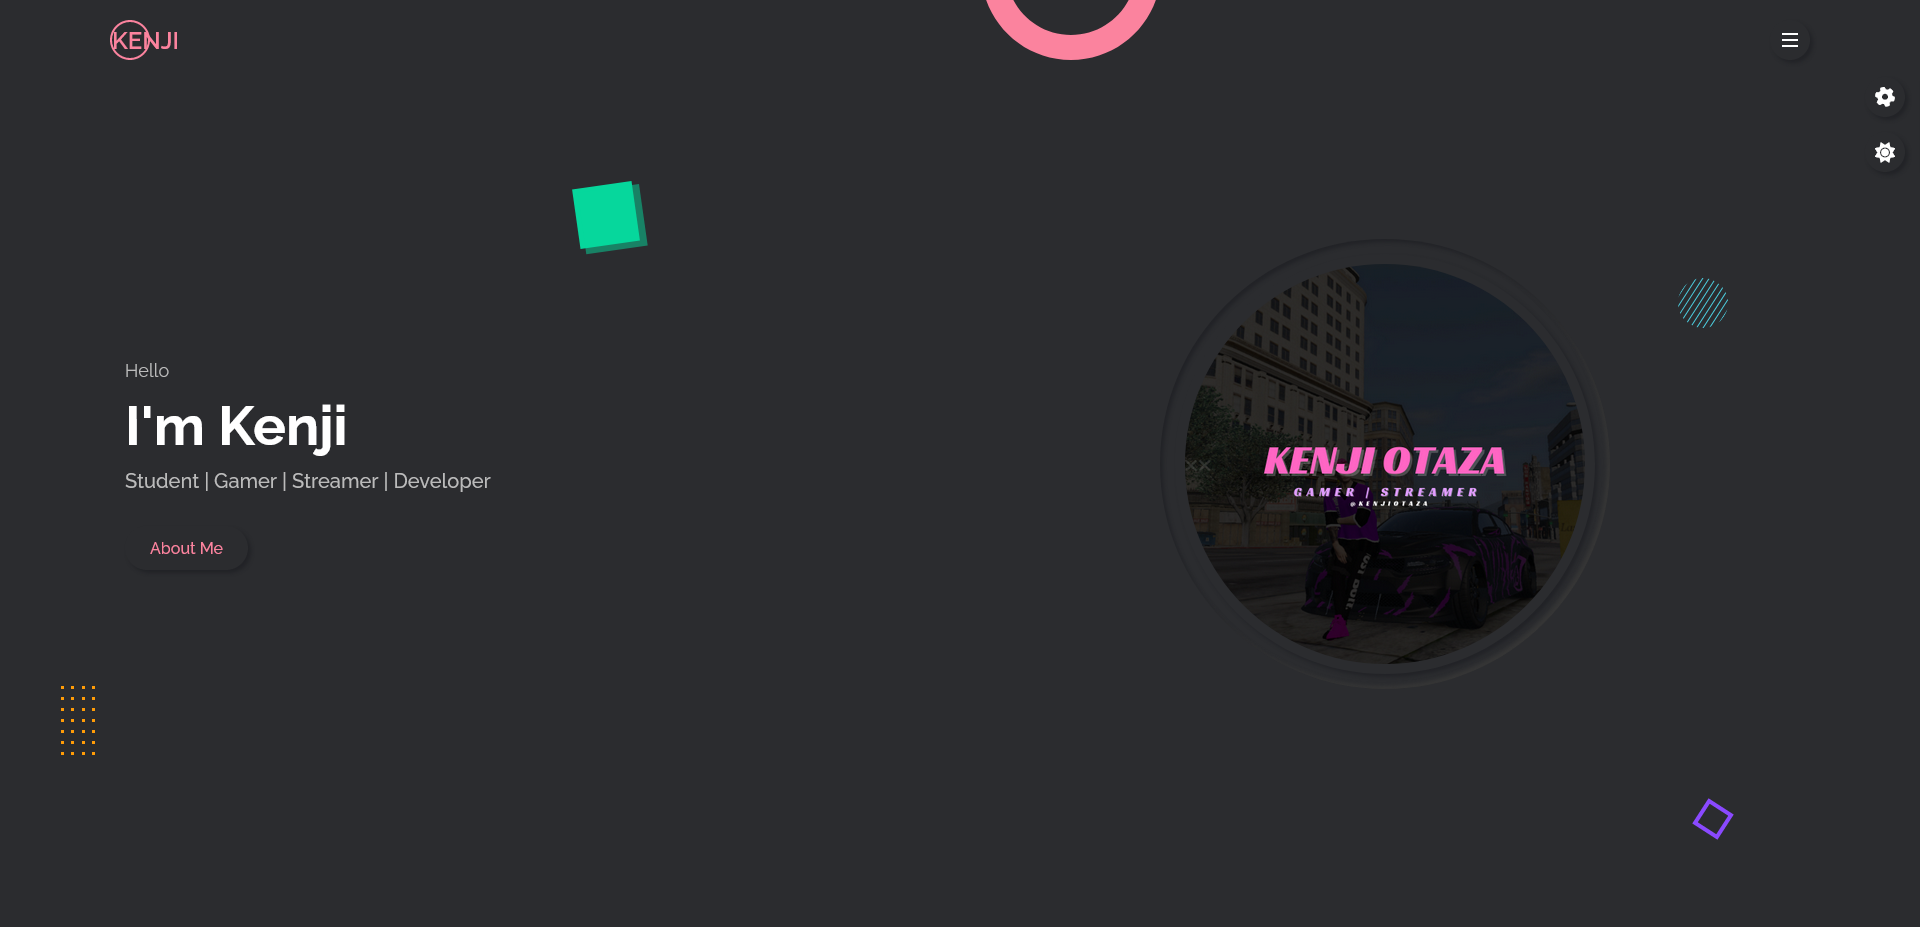 KENJI
Hello
I'm Kenji
Student | Gamer | Streamer | Developer
About Me
KENJI OTAZA
GAMER | STREAMER
@KENJIOTAZA